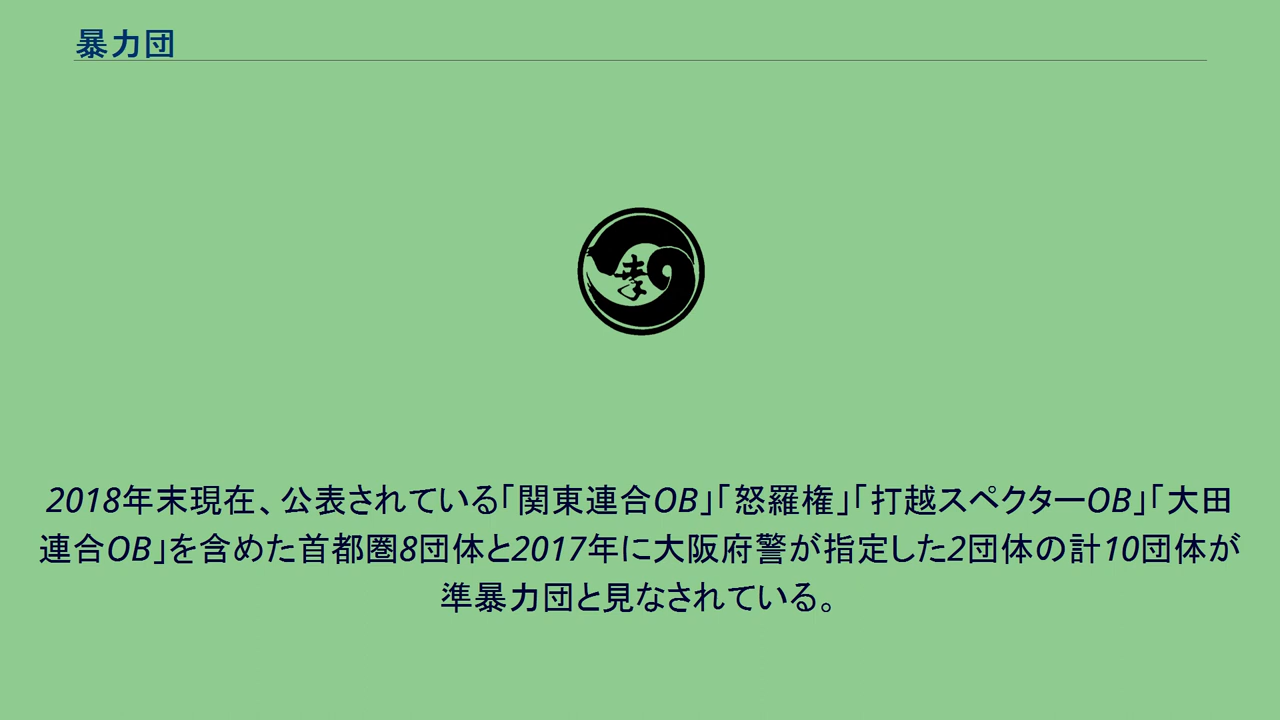 暴力団
孝
2018年末現在、公表されている「関東連合OB」「怒羅権」「打越スペクターOB」「大田
連合OB」を含めた首都圏8団体と2017年に大阪府警が指定した2団体の計10団体が
準暴力団と見なされている。